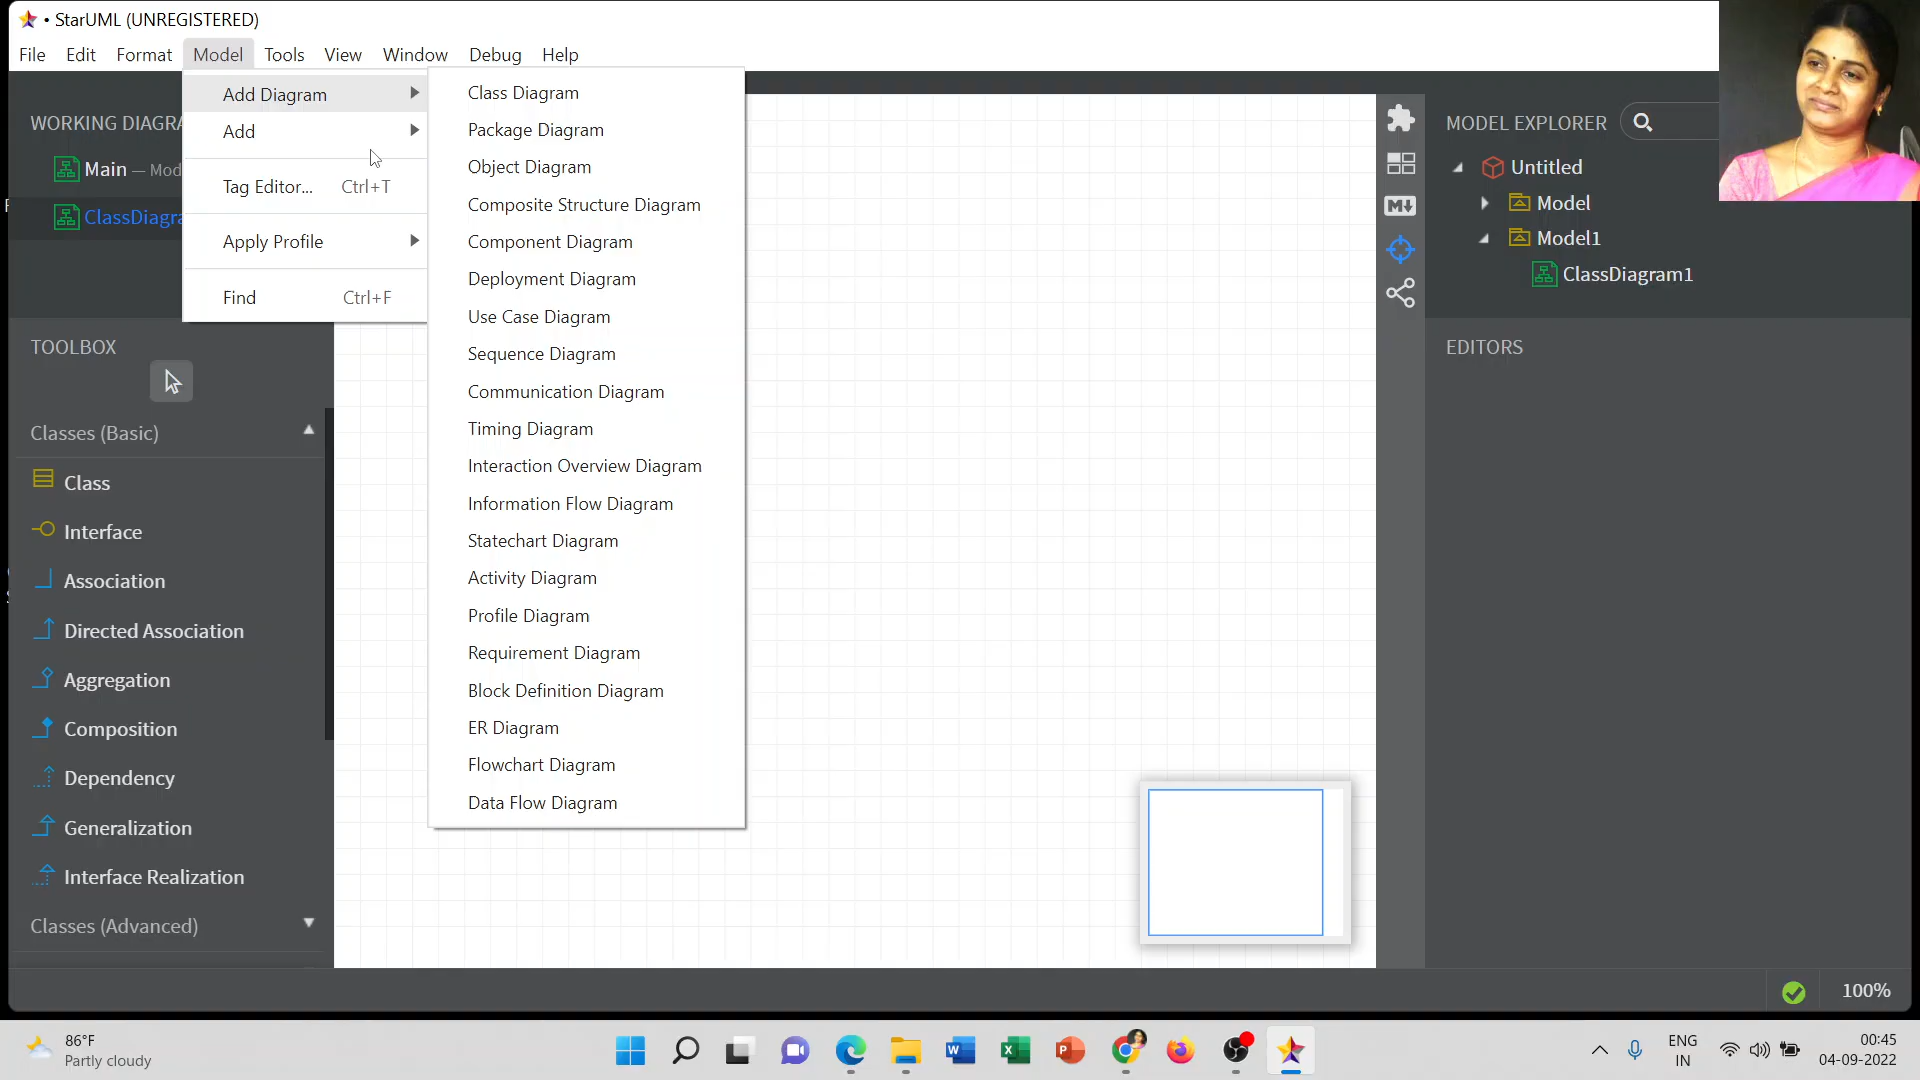 • StarUML (UNREGISTERED)
File Edit Format Model Tools View Window Debug Help
WORKING DIAGRA
Main — Mod
ClassDiagra
Add Diagram
Add
Tag Editor... Ctrl+T
Apply Profile
Find Ctrl+F
Class Diagram
Package Diagram
Object Diagram
Composite Structure Diagram
Component Diagram
Deployment Diagram
Use Case Diagram
Sequence Diagram
Communication Diagram
Timing Diagram
Interaction Overview Diagram
Information Flow Diagram
Statechart Diagram
Activity Diagram
Profile Diagram
Requirement Diagram
Block Definition Diagram
ER Diagram
Flowchart Diagram
Data Flow Diagram
TOOLBOX
Classes (Basic)
Class
Interface
Association
Directed Association
Aggregation
Composition
Dependency
Generalization
Interface Realization
Classes (Advanced)
MODEL EXPLORER
Untitled
Model
Model1
ClassDiagram1
EDITORS
100%
86°F
Partly cloudy
ENG
IN
00:45
04-09-2022